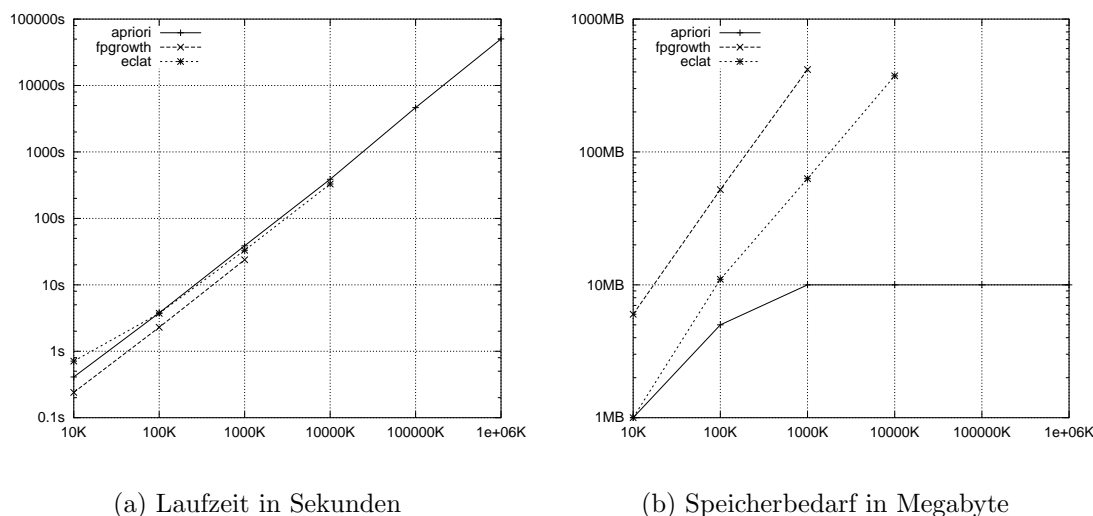 100000s
10000s
1000s
100s
10s
1s
0.1s
10K 100K 1000K 10000K 100000K 1e+06K
apriori
fpgrowth
eclat
(a) Laufzeit in Sekunden
1000MB
100MB
10MB
1MB
10K 100K 1000K 10000K 100000K 1e+06K
apriori
fpgrowth
eclat
(b) Speicherbedarf in Megabyte